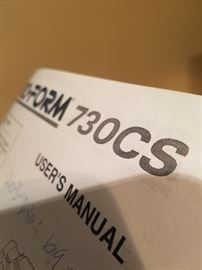 O-FORM 730CS
USER'S MANUAL